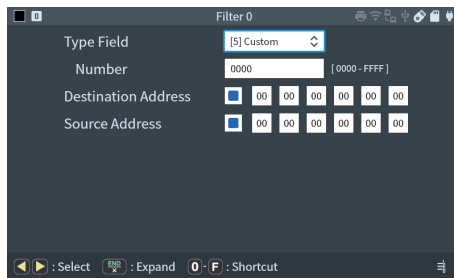 0 Filter 0
Type Field [5] Custom
Number 0000 [ 0000 - FFFF ]
Destination Address 00 00 00 00 00 00
Source Address 00 00 00 00 00 00
: Select END × : Expand 0 - F : Shortcut